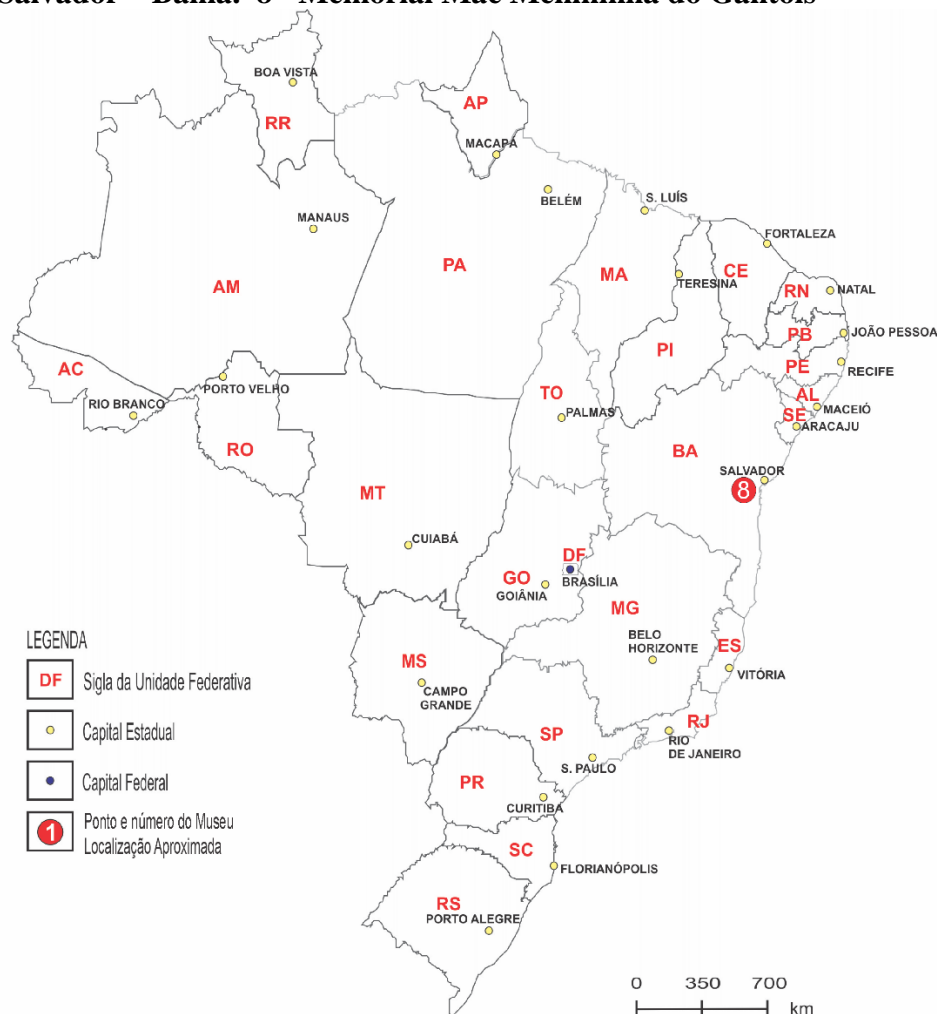 Salvador – Bahia: 8 - Memorial Mãe Menininha do Gantois
BOA VISTA
RR
AP
MACAPÁ
BELÉM
S. LUÍS
MANAUS
FORTALEZA
PA
MA
CE
TERESINA
AM
RN
NATAL
PB
JOÃO PESSOA
PI
PE
RECIFE
AC
PORTO VELHO
TO
AL
MACEIÓ
RIO BRANCO
PALMAS
SE
ARACAJU
RO
BA
SALVADOR
8
MT
CUIABÁ
DF
GO
BRASÍLIA
GOIÂNIA
MG
BELO
HORIZONTE
ES
VITÓRIA
MS
CAMPO
GRANDE
RJ
RIO
DE JANEIRO
SP
S. PAULO
PR
CURITIBA
SC
FLORIANÓPOLIS
RS
PORTO ALEGRE
LEGENDA
DF Sigla da Unidade Federativa
Capital Estadual
Capital Federal
1 Ponto e número do Museu
Localização Aproximada
0 350 700
km